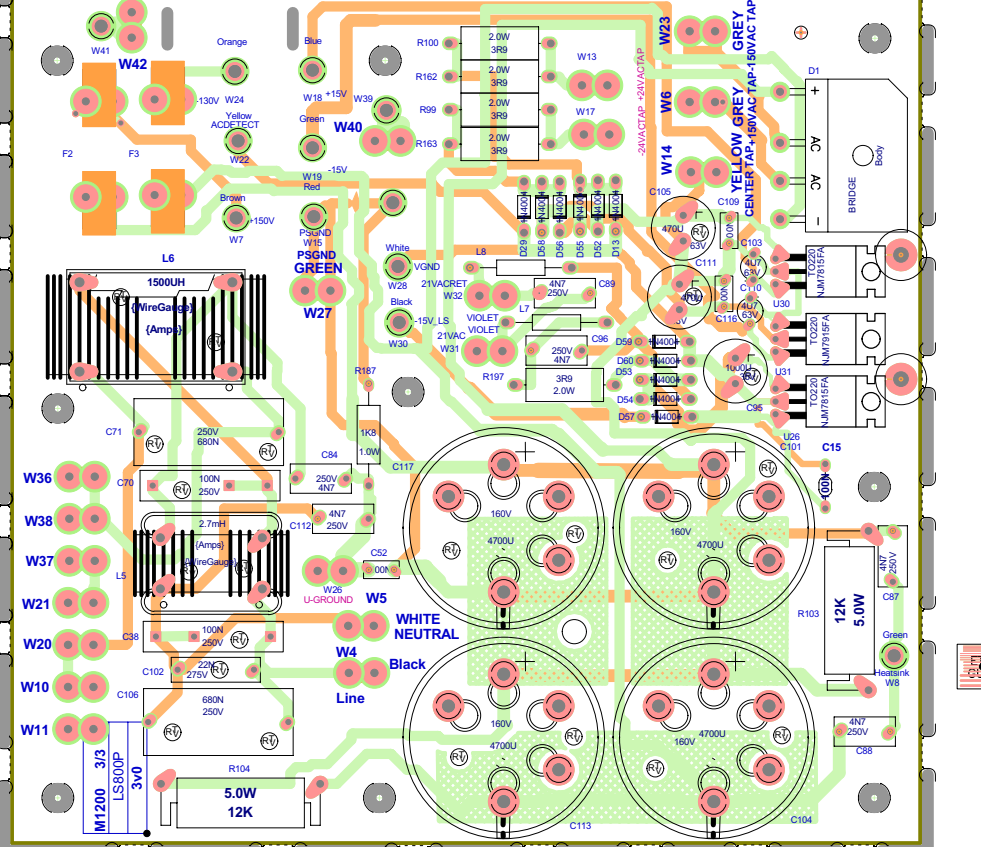 W41
W42
Orange
Blue
-130V
W24
Yellow
ACDETECT
W22
F2
F3
Brown
+150V
W7
W18
+15V
Green
W19
-15V
Red
PSGND
W15
PSGND
GREEN
W27
W39
W40
R100
R162
R99
R163
2.0W
3R9
2.0W
3R9
2.0W
3R9
2.0W
3R9
W13
W17
-24VACTAP +24VACTAP
W23
W6
W14
GREY
YELLOW GREY
CENTER TAP+150VAC TAP-150VAC TAP
D1
+
AC
AC
-
BRIDGE
Body
White
VGND
W28
Black
-15V_LS
W30
L8
21VACRET
W32
4N7
250V
C89
L7
VIOLET
VIOLET
21VAC
W31
250V
4N7
C96
R197
3R9
2.0W
D29
D58
D56
D55
D52
D13
C105
470U
63V
C109
C103
4U7
63V
C111
C110
4U7
63V
C116
U30
TO220
NJM7815FA
TO220
NJM7915FA
U31
TO220
NJM7815FA
U26
D59
D60
D53
D54
D57
1N4004
1000U
C95
C101
C15
100N
L6
1500UH
{WireGauge}
{Amps}
R187
1K8
1.0W
C71
250V
680N
C70
100N
250V
C84
250V
4N7
C112
4N7
250V
C117
C52
2.7mH
{Amps}
{WireGauge}
L5
W26
U-GROUND
W5
WHITE
NEUTRAL
W4
Black
Line
C38
100N
250V
C102
22N
275V
C106
680N
250V
W36
W38
W37
W21
W20
W10
W11
M1200 3/3
LS800P
3v0
R104
5.0W
12K
160V
4700U
160V
4700U
160V
4700U
C113
160V
4700U
C104
R103
12K
5.0W
4N7
250V
C87
Green
Heatsink
W8
4N7
250V
C88